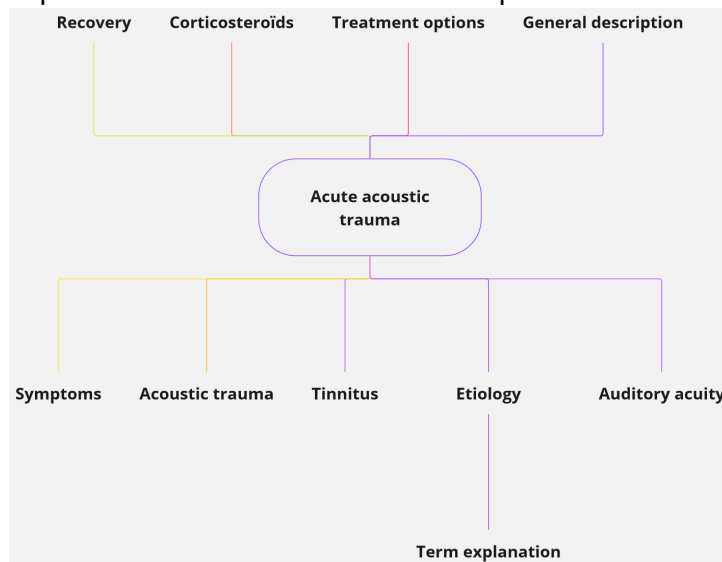 Recovery
Corticosteroïds
Treatment options
General description
Acute acoustic
trauma
Symptoms
Acoustic trauma
Tinnitus
Etiology
Auditory acuity
Term explanation